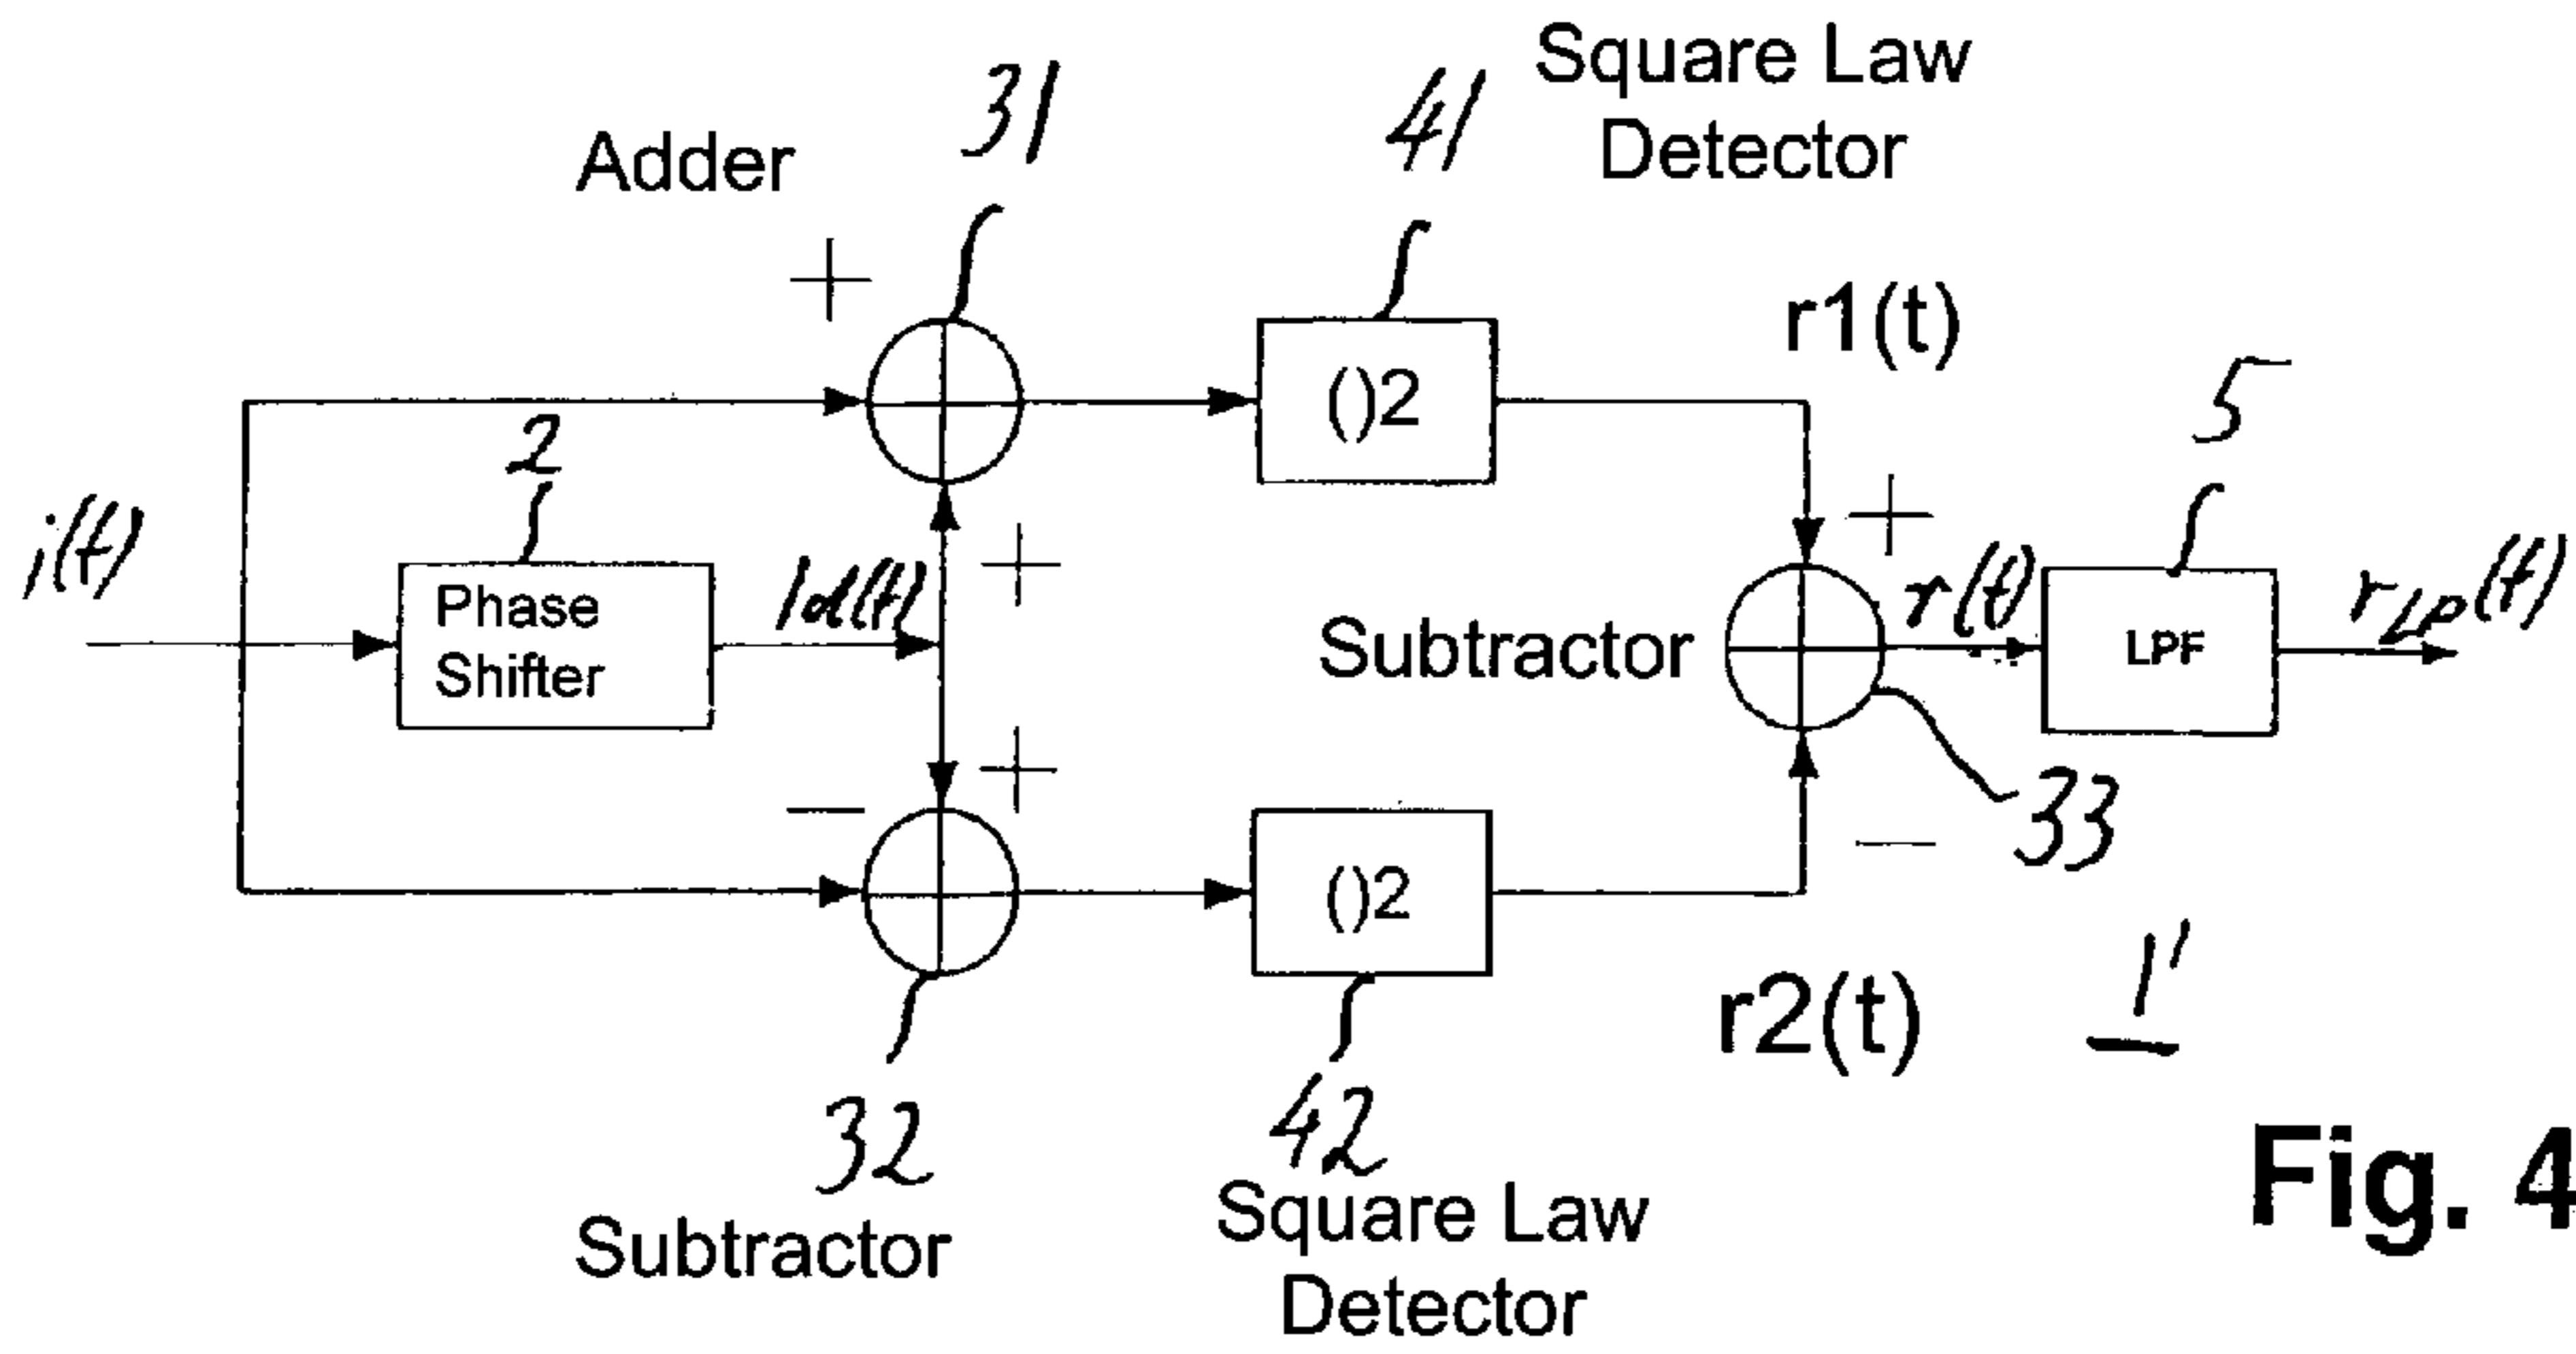 Square Law
Detector
31
41
Adder
+
r1(t)
5
2
()2
+
i(t)
+
Phase
Shifter
Id(t)
Subtractor
r(t)
LPF
rLP(t)
+
−
33
()2
−
r2(t)
1'
32
42
Subtractor
Square Law
Detector
Fig. 4